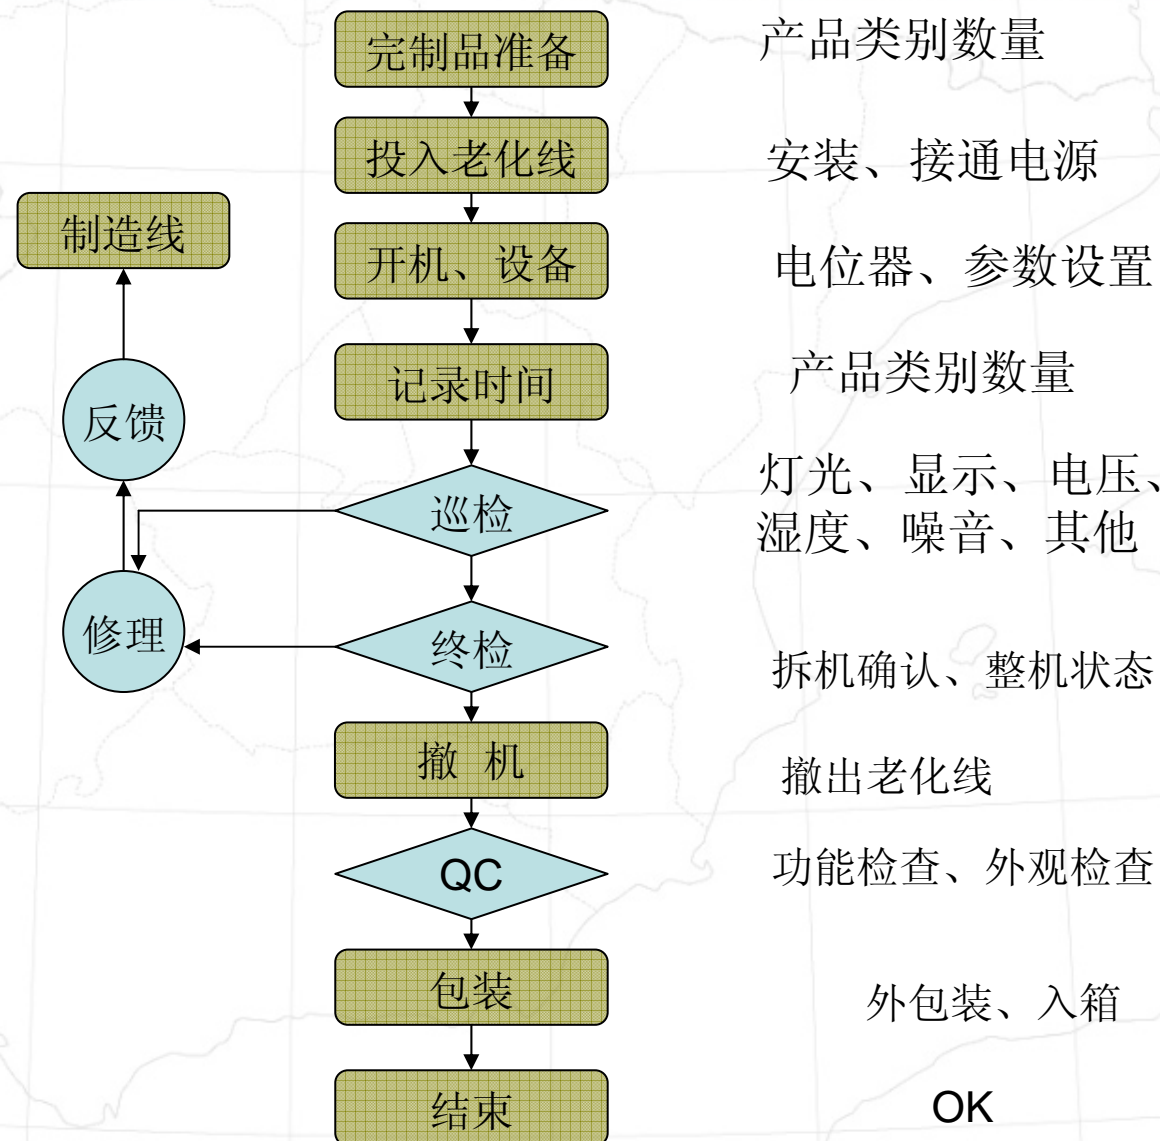 完制品准备
产品类别数量
投入老化线
安装、接通电源
制造线
开机、设备
电位器、参数设置
记录时间
产品类别数量
反馈
巡检
灯光、显示、电压、
湿度、噪音、其他
修理
终检
拆机确认、整机状态
撤 机
撤出老化线
QC
功能检查、外观检查
包装
外包装、入箱
结束
OK